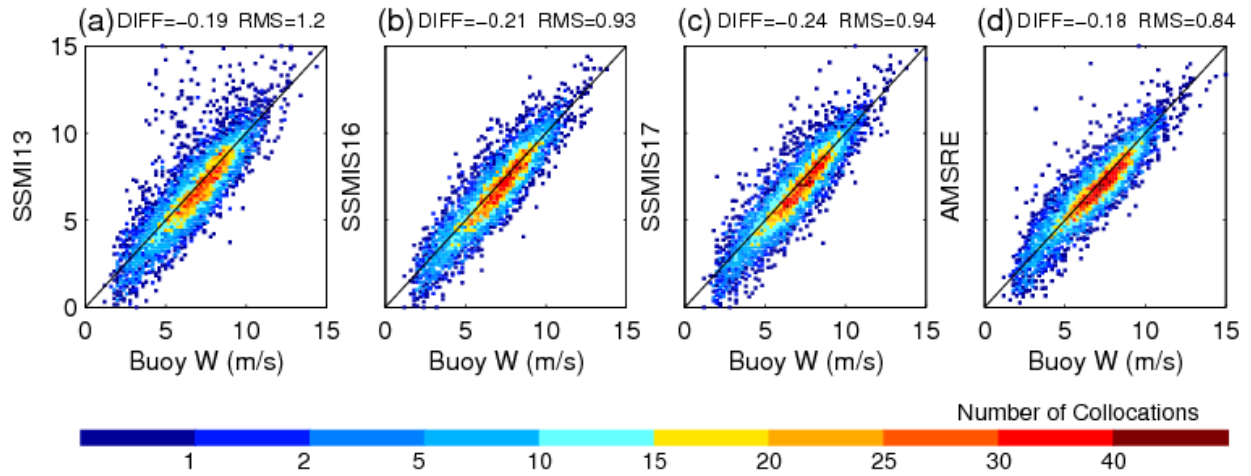 (a) DIFF=−0.19 RMS=1.2
(b) DIFF=−0.21 RMS=0.93
(c) DIFF=−0.24 RMS=0.94
(d) DIFF=−0.18 RMS=0.84
15
10
5
0
SSMI13
SSMIS16
SSMIS17
AMSRE
0 5 10 15
0 5 10 15
0 5 10 15
0 5 10 15
Buoy W (m/s)
Buoy W (m/s)
Buoy W (m/s)
Buoy W (m/s)
Number of Collocations
1 2 5 10 15 20 25 30 40